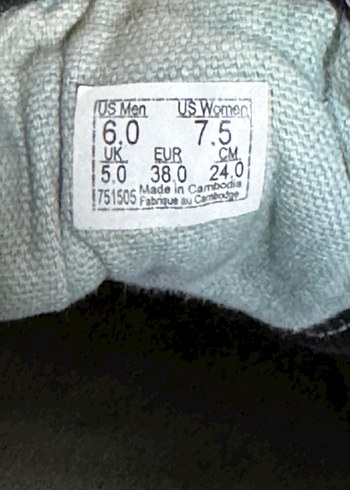 US Men US Women
6.0 7.5
UK EUR CM
5.0 38.0 24.0
751505 Made in Cambodia
Fabrique au Cambodge